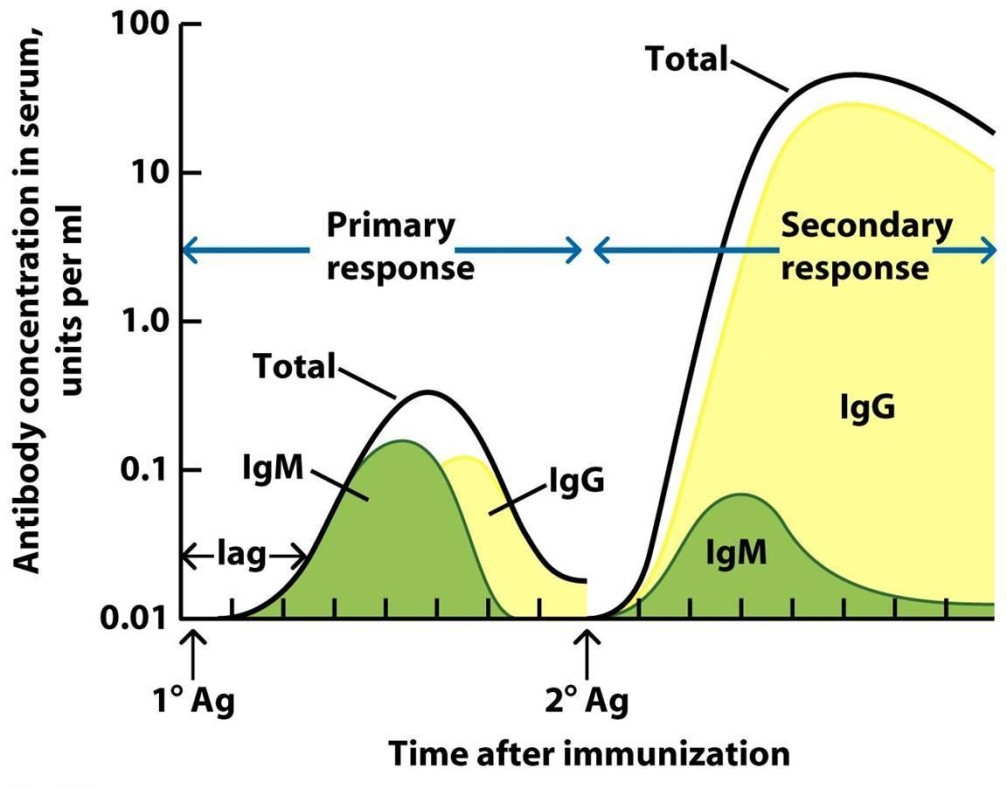 Antibody concentration in serum,
units per ml
100
10
1.0
0.1
0.01
Total
Primary
response
Secondary
response
Total
IgM
IgG
IgG
lag
IgM
1° Ag
2° Ag
Time after immunization